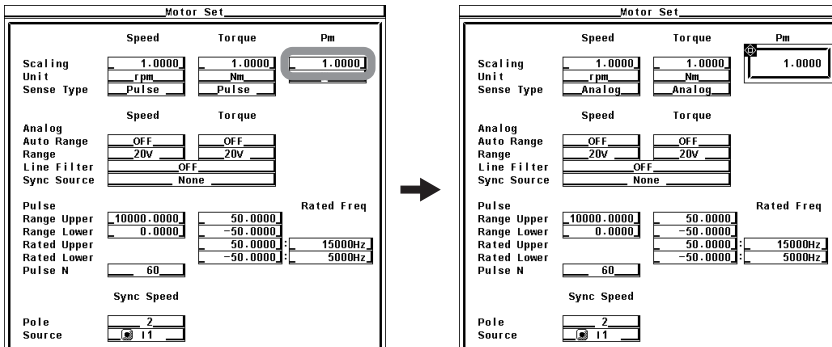 Motor Set
Speed Torque Pm
Scaling 1.0000 1.0000 1.0000
Unit rpm Nm
Sense Type Pulse Pulse
Speed Torque
Analog
Auto Range OFF OFF
Range 20V 20V
Line Filter OFF
Sync Source None
Pulse Rated Freq
Range Upper 10000.0000 50.0000
Range Lower 0.0000 -50.0000
Rated Upper 50.0000 : 15000Hz
Rated Lower -50.0000 : 5000Hz
Pulse N 60
Sync Speed
Pole 2
Source I1
Motor Set
Speed Torque Pm
Scaling 1.0000 1.0000 1.0000
Unit rpm Nm
Sense Type Analog Analog
Speed Torque
Analog
Auto Range OFF OFF
Range 20V 20V
Line Filter OFF
Sync Source None
Pulse Rated Freq
Range Upper 10000.0000 50.0000
Range Lower 0.0000 -50.0000
Rated Upper 50.0000 : 15000Hz
Rated Lower -50.0000 : 5000Hz
Pulse N 60
Sync Speed
Pole 2
Source I1